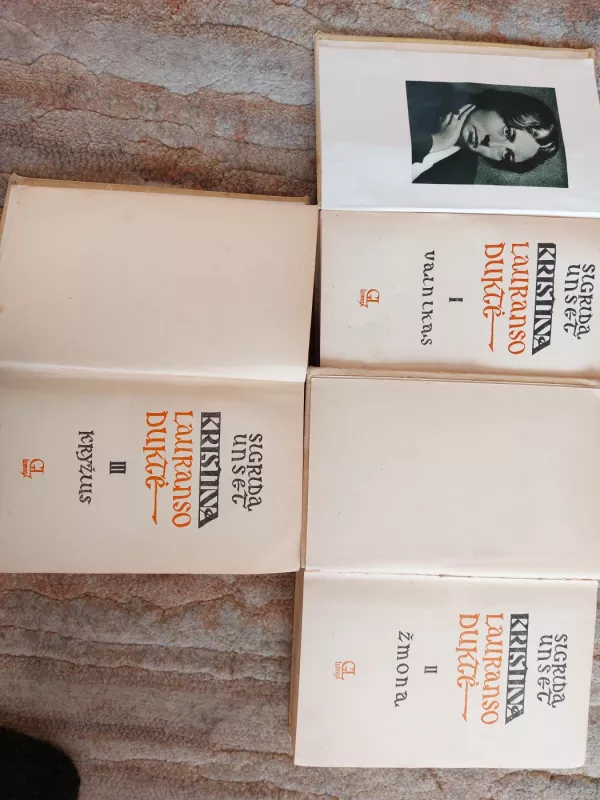 SIGRIDA
UNSET
KRISTINA
LAURANSO
DUKTĖ
I
VAINIKAS
SIGRIDA
UNSET
KRISTINA
LAURANSO
DUKTĖ
II
Žmona
SIGRIDA
UNSET
KRISTINA
LAURANSO
DUKTĖ
III
KRYŽIUS